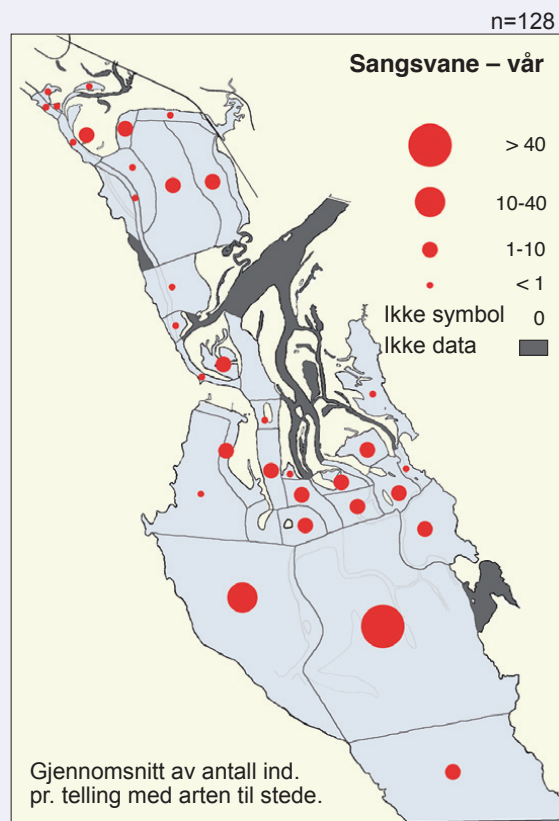 n=128
Sangsvane – vår
> 40
10-40
1-10
< 1
Ikke symbol 0
Ikke data
Gjennomsnitt av antall ind.
pr. telling med arten til stede.